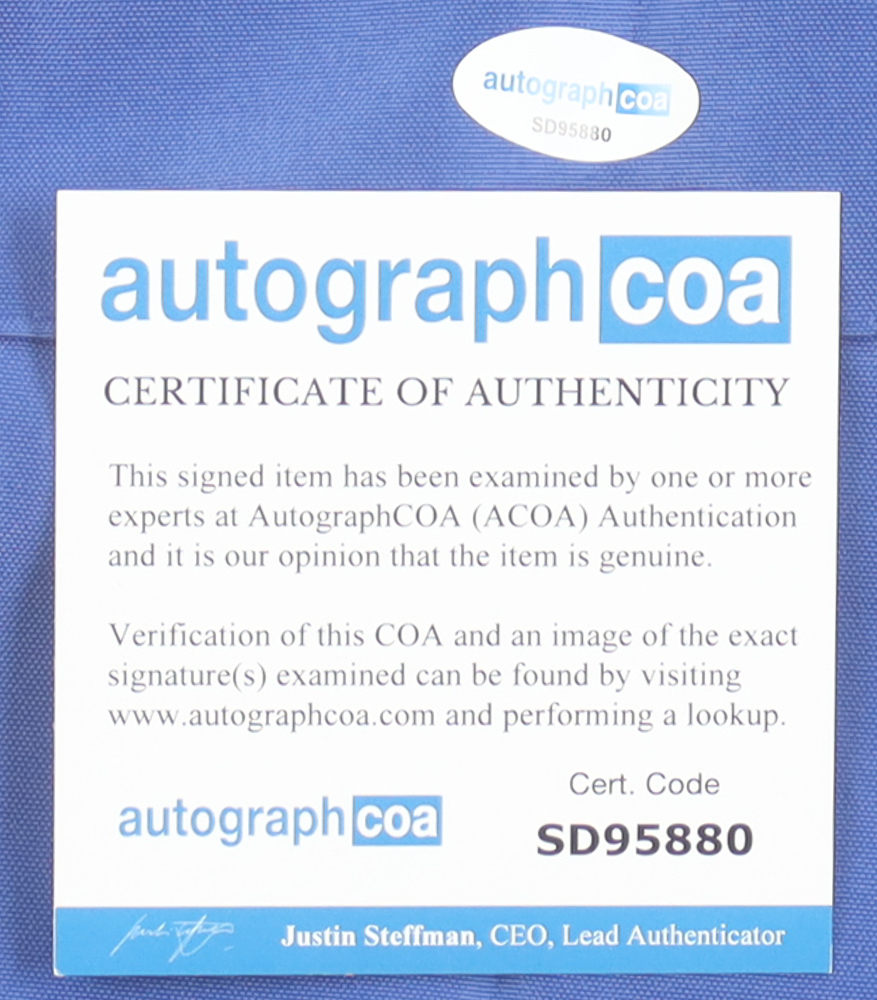 autographcoa
SD95880
autographcoa
CERTIFICATE OF AUTHENTICITY
This signed item has been examined by one or more
experts at AutographCOA (ACOA) Authentication
and it is our opinion that the item is genuine.
Verification of this COA and an image of the exact
signature(s) examined can be found by visiting
www.autographcoa.com and performing a lookup.
Cert. Code
autographcoa
SD95880
Justin Steffman, CEO, Lead Authenticator